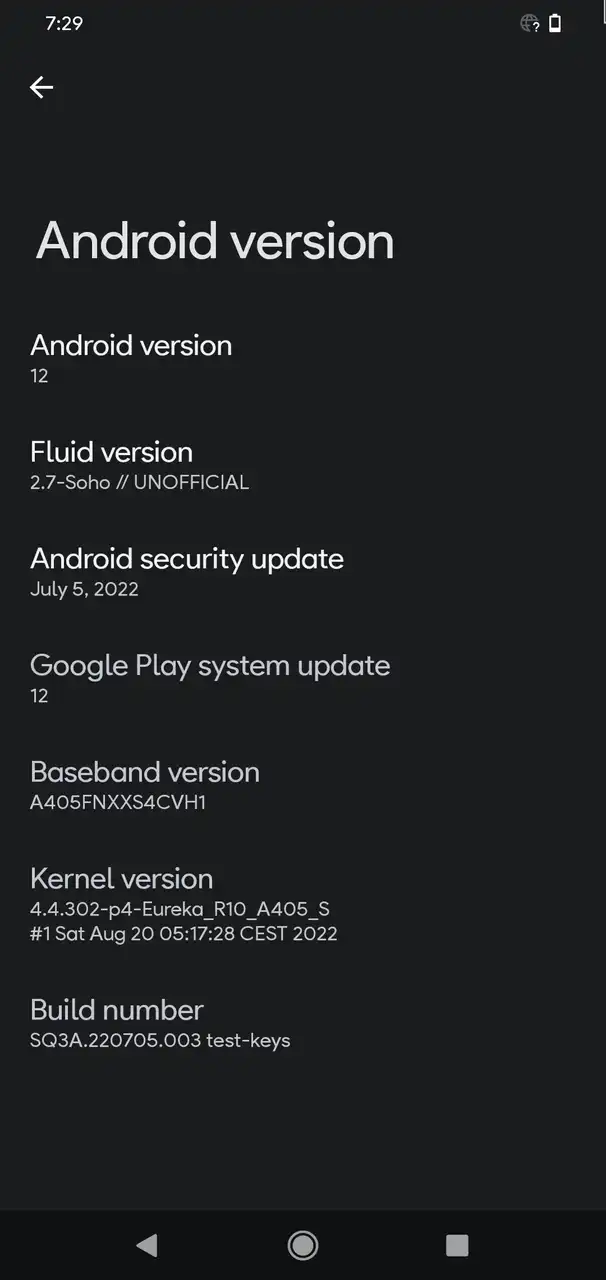 7:29
Android version
Android version
12
Fluid version
2.7-Soho // UNOFFICIAL
Android security update
July 5, 2022
Google Play system update
12
Baseband version
A405FNXXS4CVH1
Kernel version
4.4.302-p4-Eureka_R10_A405_S
#1 Sat Aug 20 05:17:28 CEST 2022
Build number
SQ3A.220705.003 test-keys